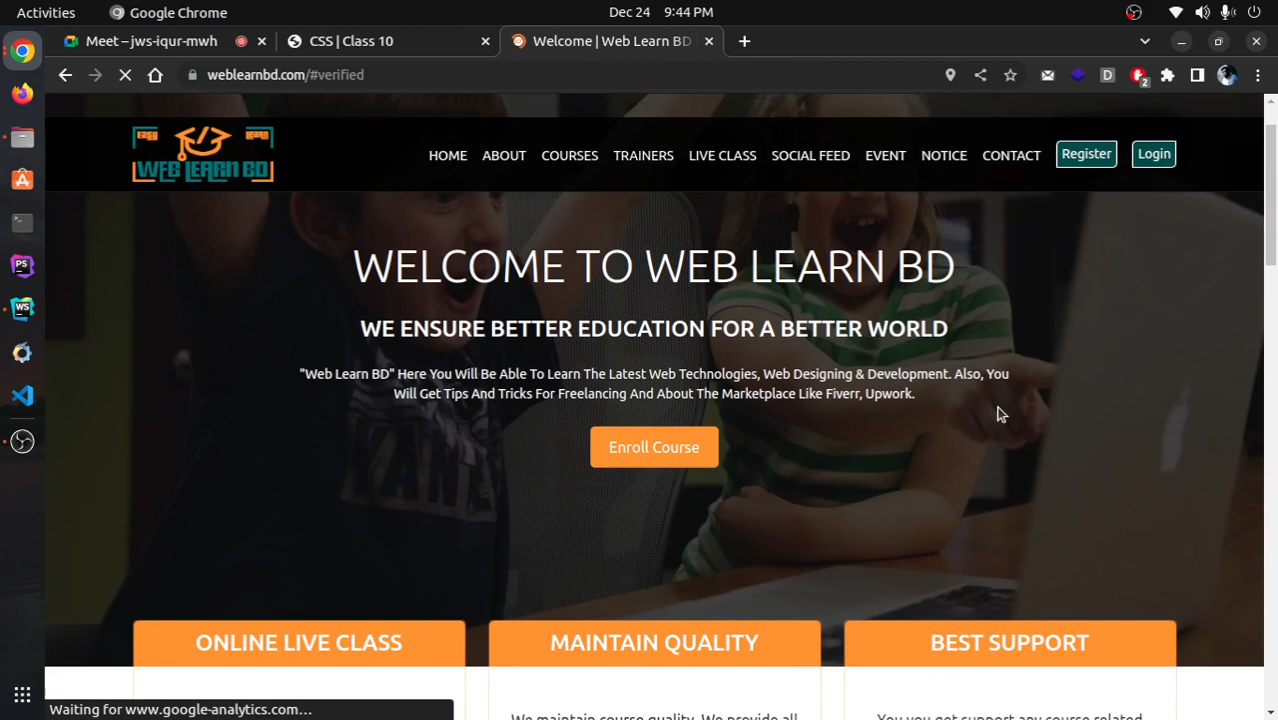 Activities Google Chrome Dec 24 9:44 PM
Meet – jws-iqur-mwh CSS | Class 10 Welcome | Web Learn BD
weblearnbd.com/#verified
D
2
EASY LEARN
WEB LEARN BD
HOME ABOUT COURSES TRAINERS LIVE CLASS SOCIAL FEED EVENT NOTICE CONTACT Register Login
PS
WS
WELCOME TO WEB LEARN BD
WE ENSURE BETTER EDUCATION FOR A BETTER WORLD
"Web Learn BD" Here You Will Be Able To Learn The Latest Web Technologies, Web Designing & Development. Also, You
Will Get Tips And Tricks For Freelancing And About The Marketplace Like Fiverr, Upwork.
Enroll Course
ONLINE LIVE CLASS MAINTAIN QUALITY BEST SUPPORT
We maintain course quality. We provide all You you get support any course related
Waiting for www.google-analytics.com...